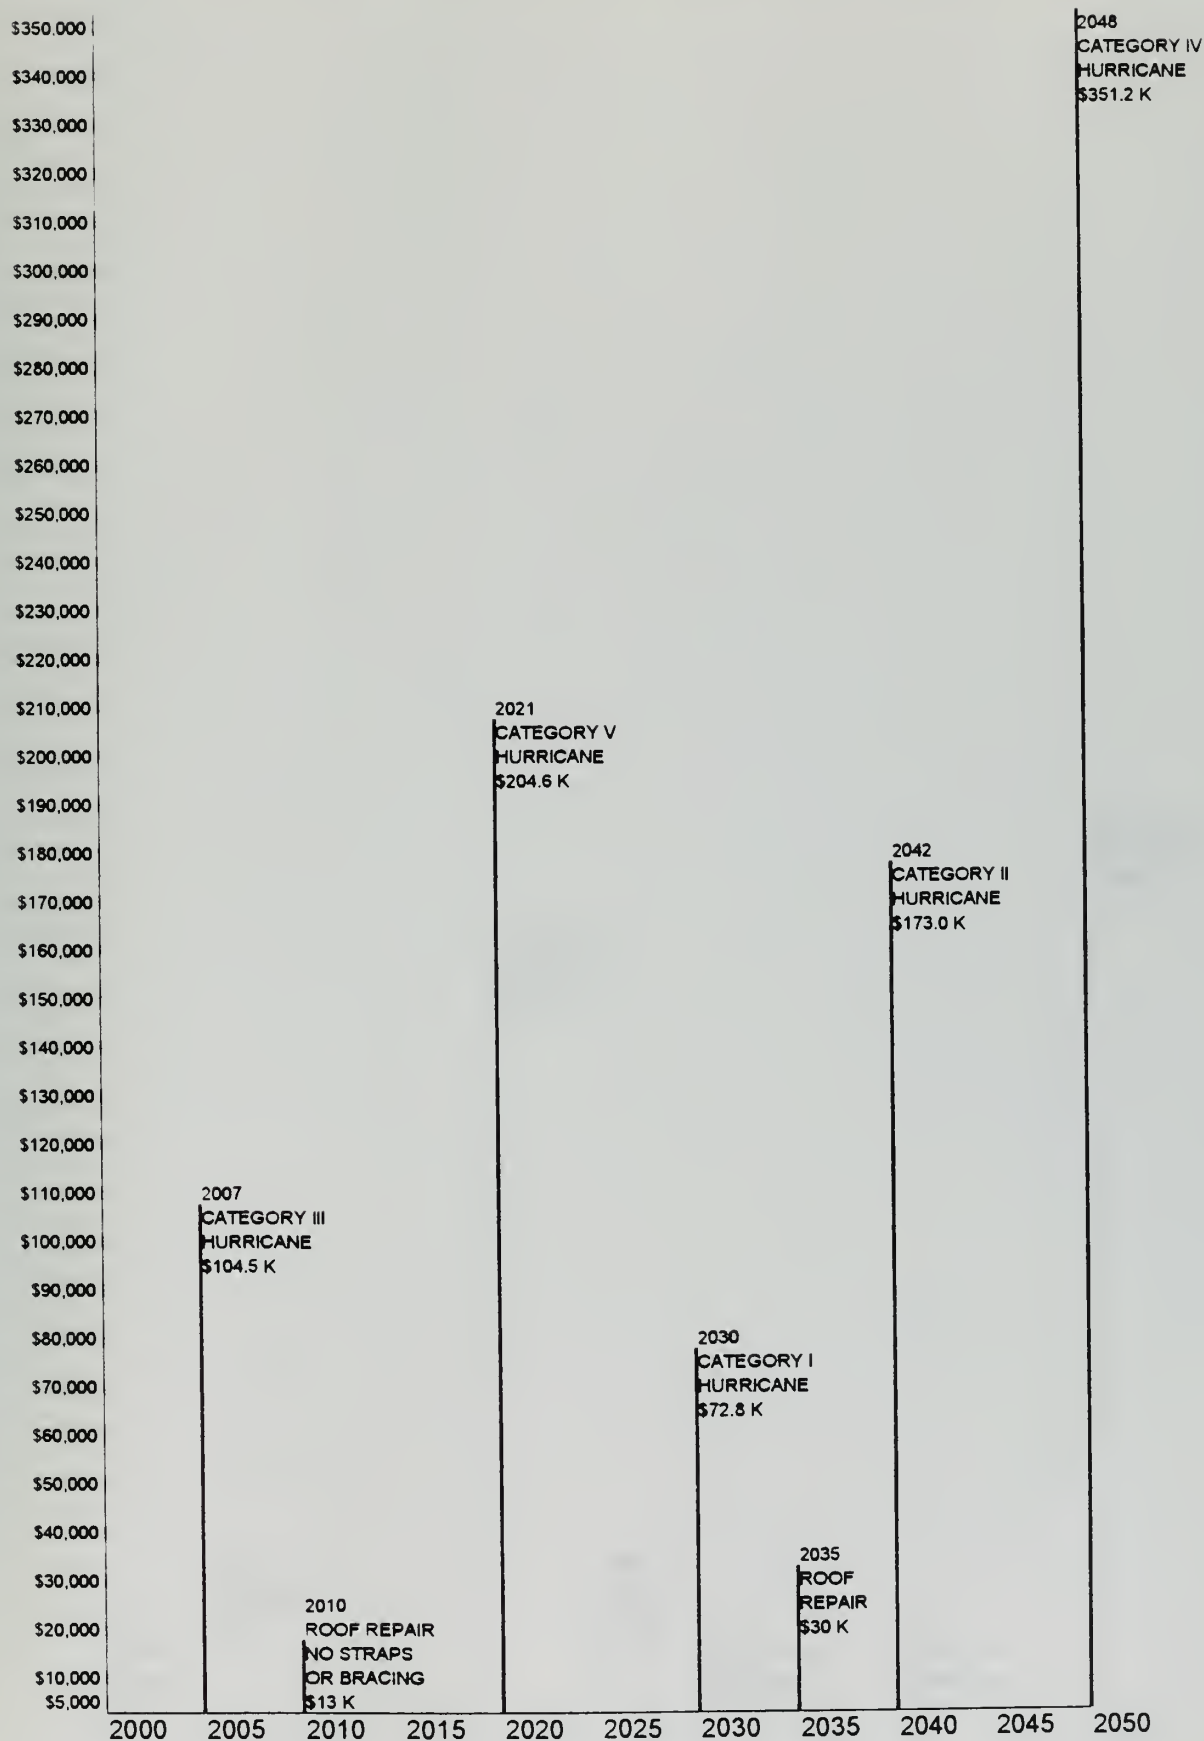 $350,000
$340,000
$330,000
$320,000
$310,000
$300,000
$290,000
$280,000
$270,000
$260,000
$250,000
$240,000
$230,000
$220,000
$210,000
$200,000
$190,000
$180,000
$170,000
$160,000
$150,000
$140,000
$130,000
$120,000
$110,000
$100,000
$90,000
$80,000
$70,000
$60,000
$50,000
$40,000
$30,000
$20,000
$10,000
$5,000
2007
CATEGORY III
HURRICANE
$104.5 K
2010
ROOF REPAIR
NO STRAPS
OR BRACING
$13 K
2021
CATEGORY V
HURRICANE
$204.6 K
2030
CATEGORY I
HURRICANE
$72.8 K
2035
ROOF
REPAIR
$30 K
2042
CATEGORY II
HURRICANE
$173.0 K
2048
CATEGORY IV
HURRICANE
$351.2 K
2000 2005 2010 2015 2020 2025 2030 2035 2040 2045 2050